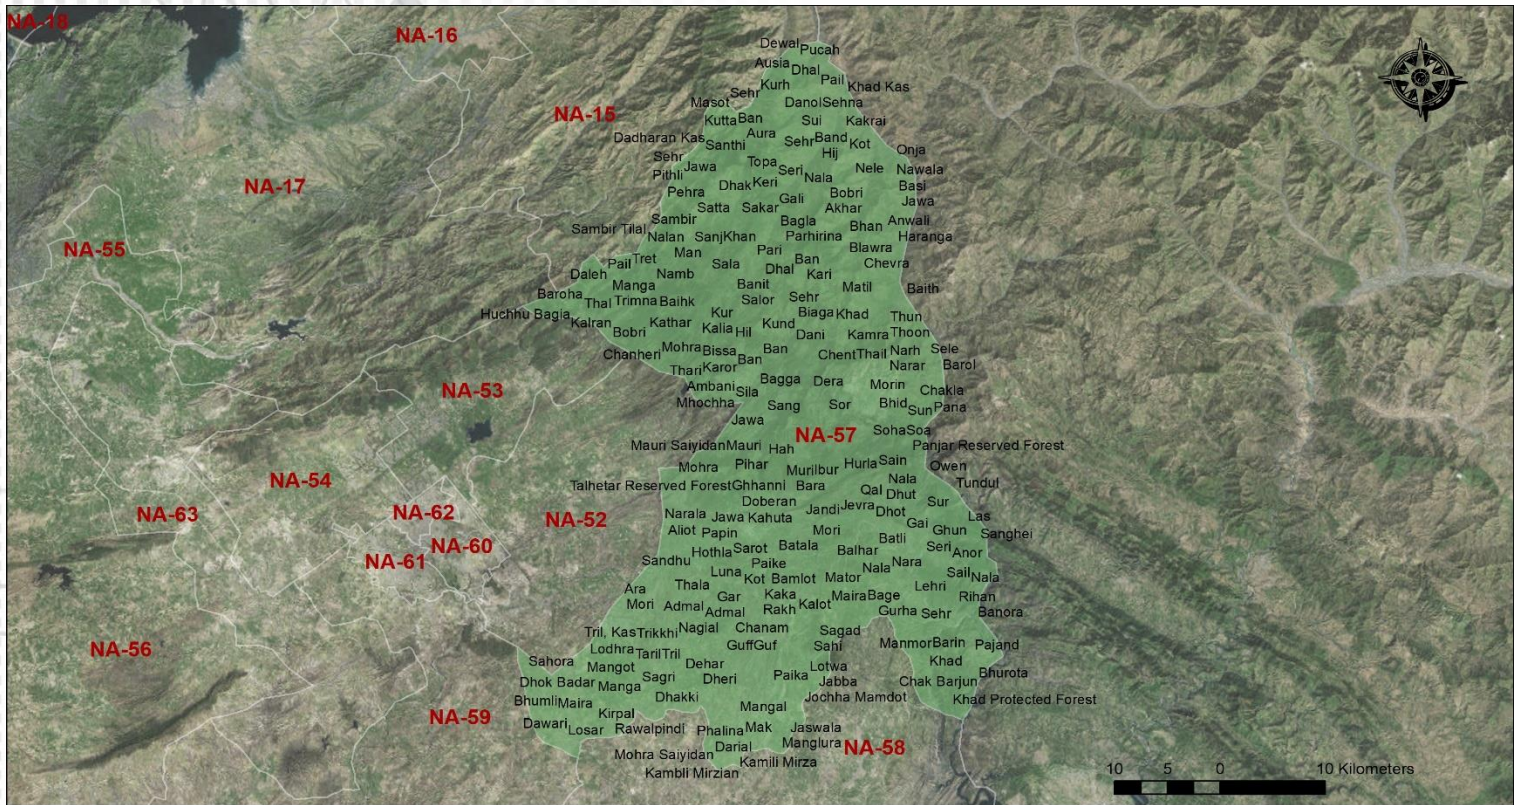 NA-18
NA-16
Dewal
Pucah
Ausia
Dhal
Kurh
Pail
Khad Kas
Sehr
Masot
Danol
Sehna
NA-15
Kutta
Ban
Sui
Kakrai
Dadharan Kas
Aura
Santhi
Sehr
Band
Kot
Hij
Onja
Sehr
Jawa
Topa
Seri
Nele
Nawala
Pithli
Nala
NA-17
Dhak
Keri
Basi
Pehra
Gali
Bobri
Jawa
Satta
Sakar
Akhar
Sambir
Bagla
Bhan
Anwali
Sambir Tilal
Nalan
Sanj
Khan
Parhirina
Haranga
NA-55
Man
Pari
Blawra
Pail
Tret
Sala
Ban
Chevra
Daleh
Namb
Dhal
Kari
Manga
Banit
Matil
Baith
Baroha
Thal
Trimna
Baihk
Salor
Sehr
Huchhu Bagia
Kur
Biaga
Khad
Thun
Kalran
Bobri
Kathar
Kalia
Hil
Kund
Dani
Kamra
Thoon
Chanheri
Mohra
Bissa
Ban
Ban
Chent
Thail
Narh
Sele
Thari
Karor
Narar
Barol
NA-53
Ambani
Sila
Bagga
Dera
Morin
Chakla
Mhochha
Sang
Sor
Bhid
Sun
Pana
Jawa
NA-57
Soha
Soa
Mauri Saiyidan
Mauri
Hah
Panjar Reserved Forest
Mohra
Pihar
Murilbur
Hurla
Sain
Owen
NA-54
Talhetar Reserved Forest
Ghhanni
Bara
Nala
Tundul
Qal
Dhut
Doberan
Jandi
Jevra
Dhot
Sur
NA-63
NA-62
NA-52
Narala
Jawa
Kahuta
Las
Aliot
Papin
Mori
Batli
Gai
Ghun
Sanghei
NA-60
Hothla
Sarot
Batala
Balhar
Seri
Anor
NA-61
Sandhu
Paike
Nala
Nara
Luna
Kot
Bamlot
Mator
Sail
Nala
Ara
Thala
Lehri
Mori
Admal
Gar
Kaka
Maira
Bage
Rihan
Admal
Rakh
Kalot
Gurha
Sehr
Banora
Tril, Kas
Trikkhi
Nagial
Chanam
Sagad
NA-56
Lodhra
Taril
Tril
Guff
Guf
Sahi
Manmor
Barin
Pajand
Sahora
Mangot
Dehar
Lotwa
Khad
Dhok Badar
Manga
Sagri
Dheri
Paika
Jabba
Chak Barjun
Bhurota
Bhumli
Maira
Dhakki
Jochha Mamdot
Khad Protected Forest
NA-59
Kirpal
Mangal
Dawari
Losar
Rawalpindi
Phalina
Mak
Jaswala
Mohra Saiyidan
Darial
Manglura
NA-58
Kambli Mirzian
Kamili Mirza
10 5 0 10 Kilometers